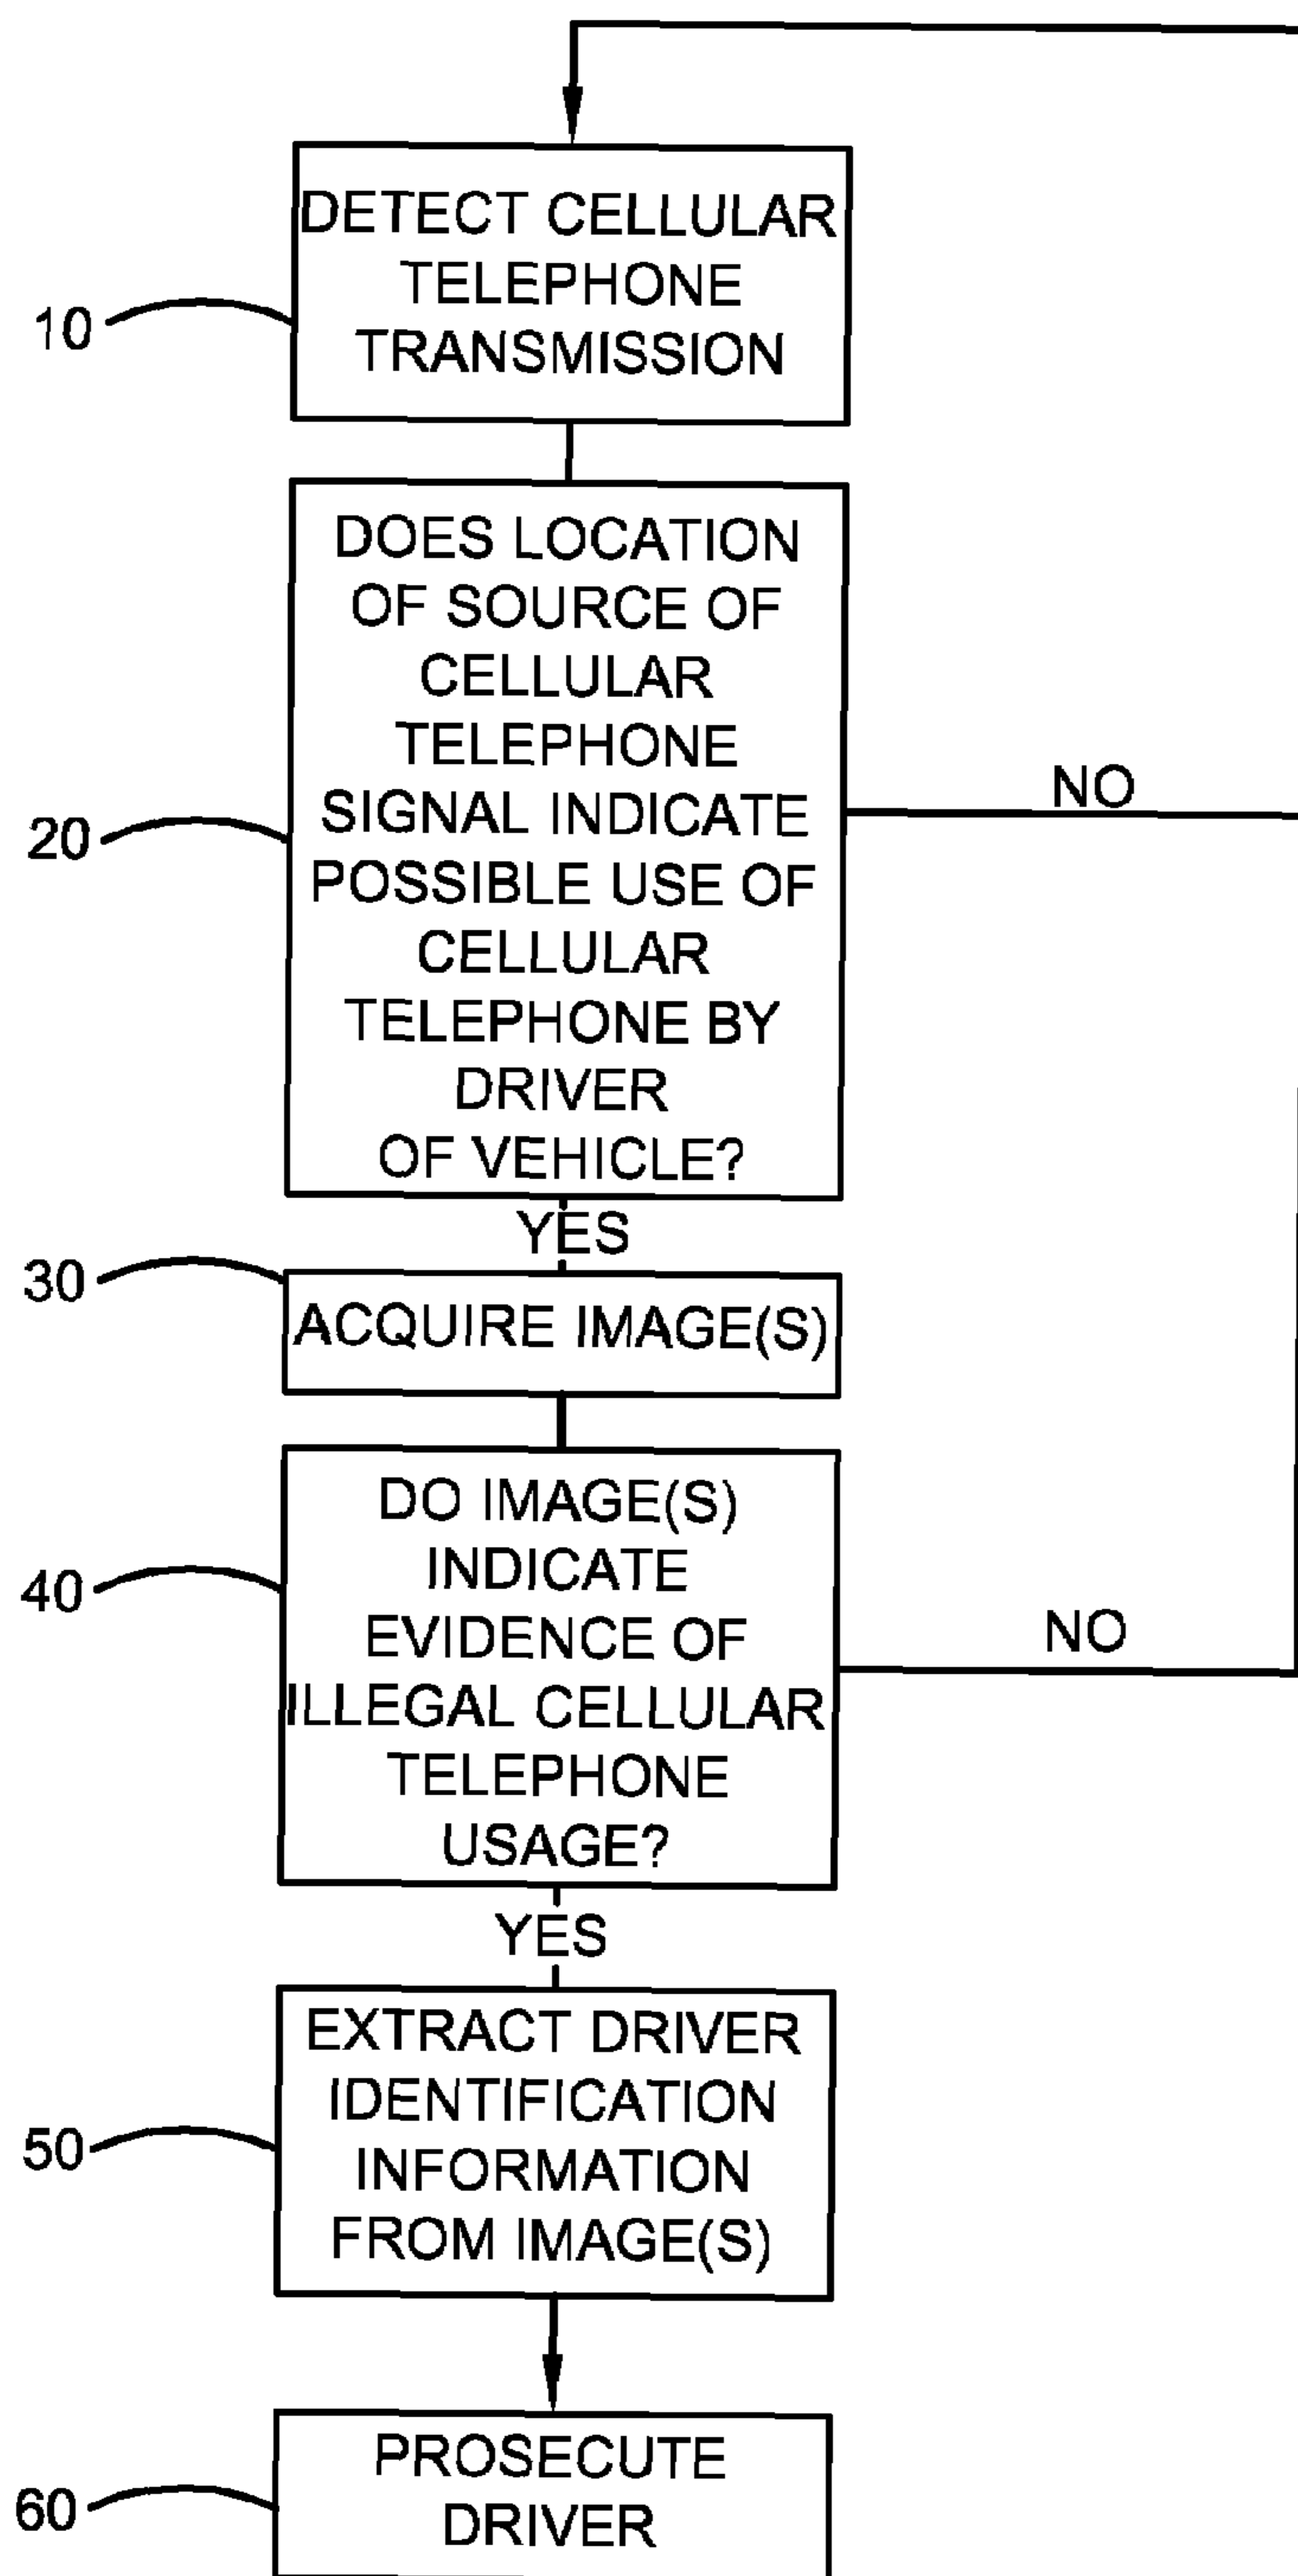 DETECT CELLULAR
TELEPHONE
TRANSMISSION
10
DOES LOCATION
OF SOURCE OF
CELLULAR
TELEPHONE
SIGNAL INDICATE
POSSIBLE USE OF
CELLULAR
TELEPHONE BY
DRIVER
OF VEHICLE?
20
NO
YES
30
ACQUIRE IMAGE(S)
DO IMAGE(S)
INDICATE
EVIDENCE OF
ILLEGAL CELLULAR
TELEPHONE
USAGE?
40
NO
YES
EXTRACT DRIVER
IDENTIFICATION
INFORMATION
FROM IMAGE(S)
50
PROSECUTE
DRIVER
60